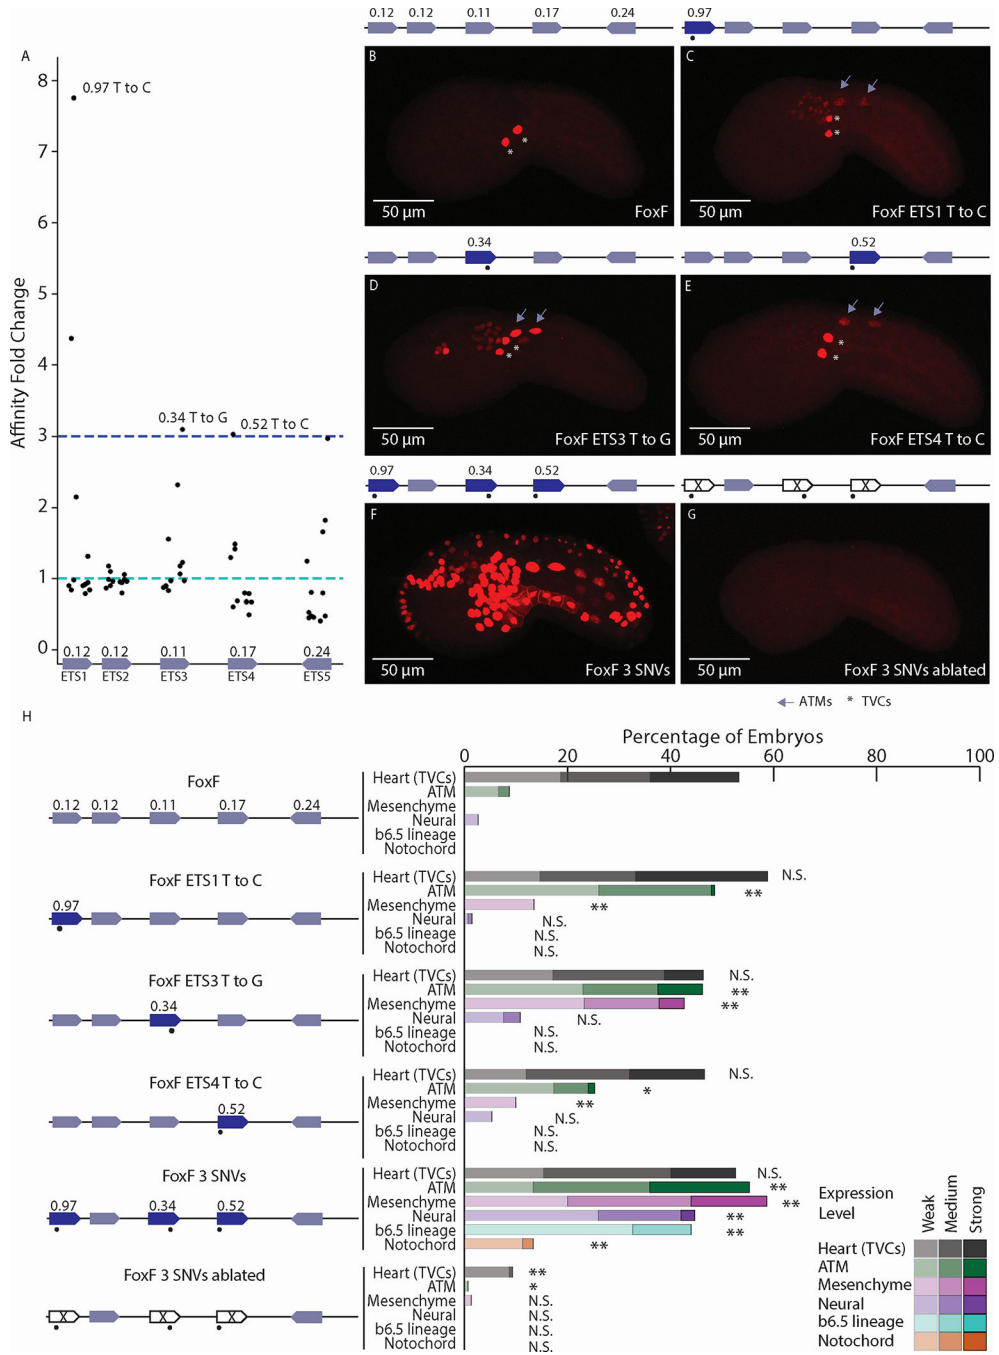 0.12 0.12 0.11 0.17 0.24
0.97
A
B
C
Affinity Fold Change
8
7
6
5
4
3
2
1
0
0.97 T to C
0.34 T to G
0.52 T to C
0.12 0.12 0.11 0.17 0.24
ETS1 ETS2 ETS3 ETS4 ETS5
*
*
50 µm
FoxF
*
*
50 µm
FoxF ETS1 T to C
0.34
0.52
D
*
*
50 µm
FoxF ETS3 T to G
E
*
*
50 µm
FoxF ETS4 T to C
0.97 0.34 0.52
X X X
F
50 µm
FoxF 3 SNVs
G
50 µm
FoxF 3 SNVs ablated
ATMs * TVCs
H
Percentage of Embryos
0 20 40 60 80 100
FoxF
0.12 0.12 0.11 0.17 0.24
Heart (TVCs)
ATM
Mesenchyme
Neural
b6.5 lineage
Notochord
FoxF ETS1 T to C
0.97
Heart (TVCs) N.S.
ATM **
Mesenchyme **
Neural N.S.
b6.5 lineage N.S.
Notochord N.S.
FoxF ETS3 T to G
0.34
Heart (TVCs) N.S.
ATM **
Mesenchyme **
Neural N.S.
b6.5 lineage N.S.
Notochord N.S.
FoxF ETS4 T to C
0.52
Heart (TVCs) N.S.
ATM *
Mesenchyme **
Neural N.S.
b6.5 lineage N.S.
Notochord N.S.
FoxF 3 SNVs
0.97 0.34 0.52
Heart (TVCs) N.S.
ATM **
Mesenchyme **
Neural **
b6.5 lineage **
Notochord **
FoxF 3 SNVs ablated
X X X
Heart (TVCs) **
ATM *
Mesenchyme N.S.
Neural N.S.
b6.5 lineage N.S.
Notochord N.S.
Expression
Level
Weak
Medium
Strong
Heart (TVCs)
ATM
Mesenchyme
Neural
b6.5 lineage
Notochord